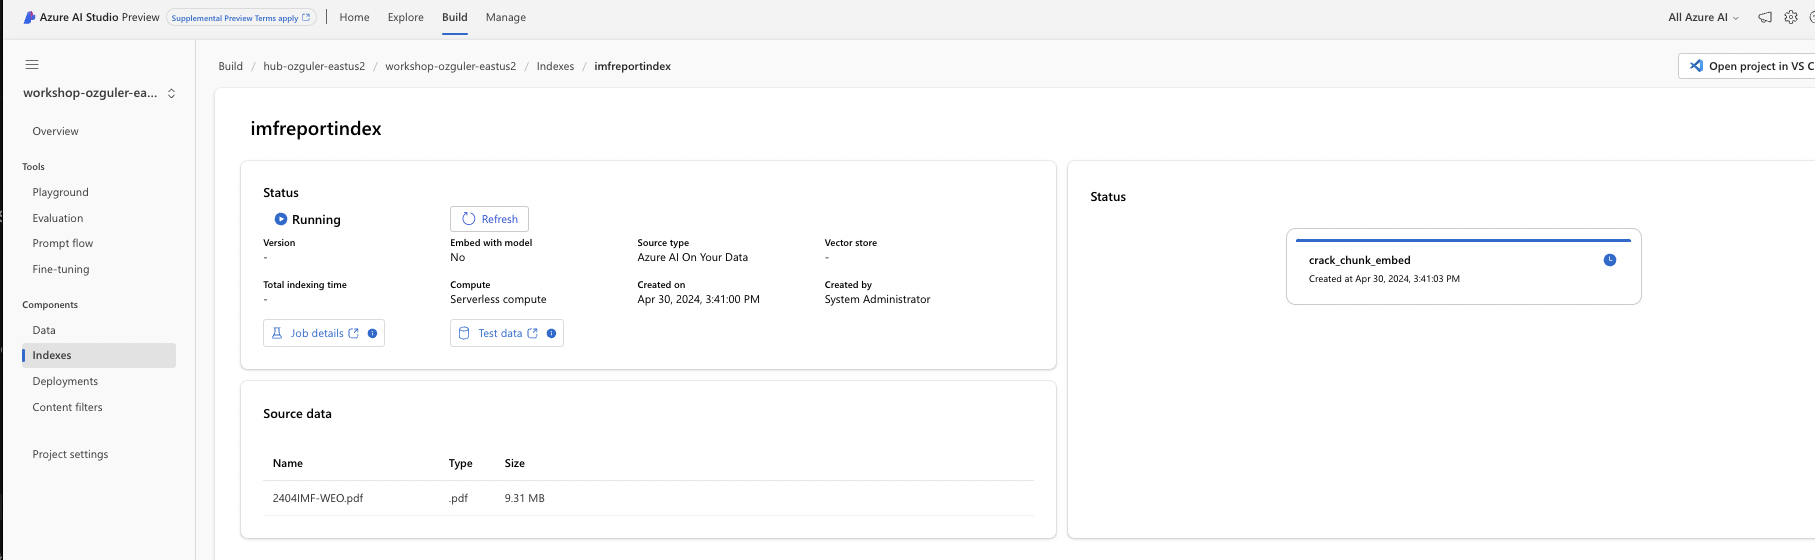 Azure AI Studio Preview Supplemental Preview Terms apply Home Explore Build Manage All Azure AI
Build / hub-ozguler-eastus2 / workshop-ozguler-eastus2 / Indexes / imfreportindex
Open project in VS C
workshop-ozguler-ea...
Overview
Tools
Playground
Evaluation
Prompt flow
Fine-tuning
Components
Data
Indexes
Deployments
Content filters
Project settings
imfreportindex
Status
Running Refresh
Version Embed with model Source type Vector store
- No Azure AI On Your Data -
Total indexing time Compute Created on Created by
- Serverless compute Apr 30, 2024, 3:41:00 PM System Administrator
Job details Test data
Source data
Name Type Size
2404IMF-WEO.pdf .pdf 9.31 MB
Status
crack_chunk_embed
Created at Apr 30, 2024, 3:41:03 PM